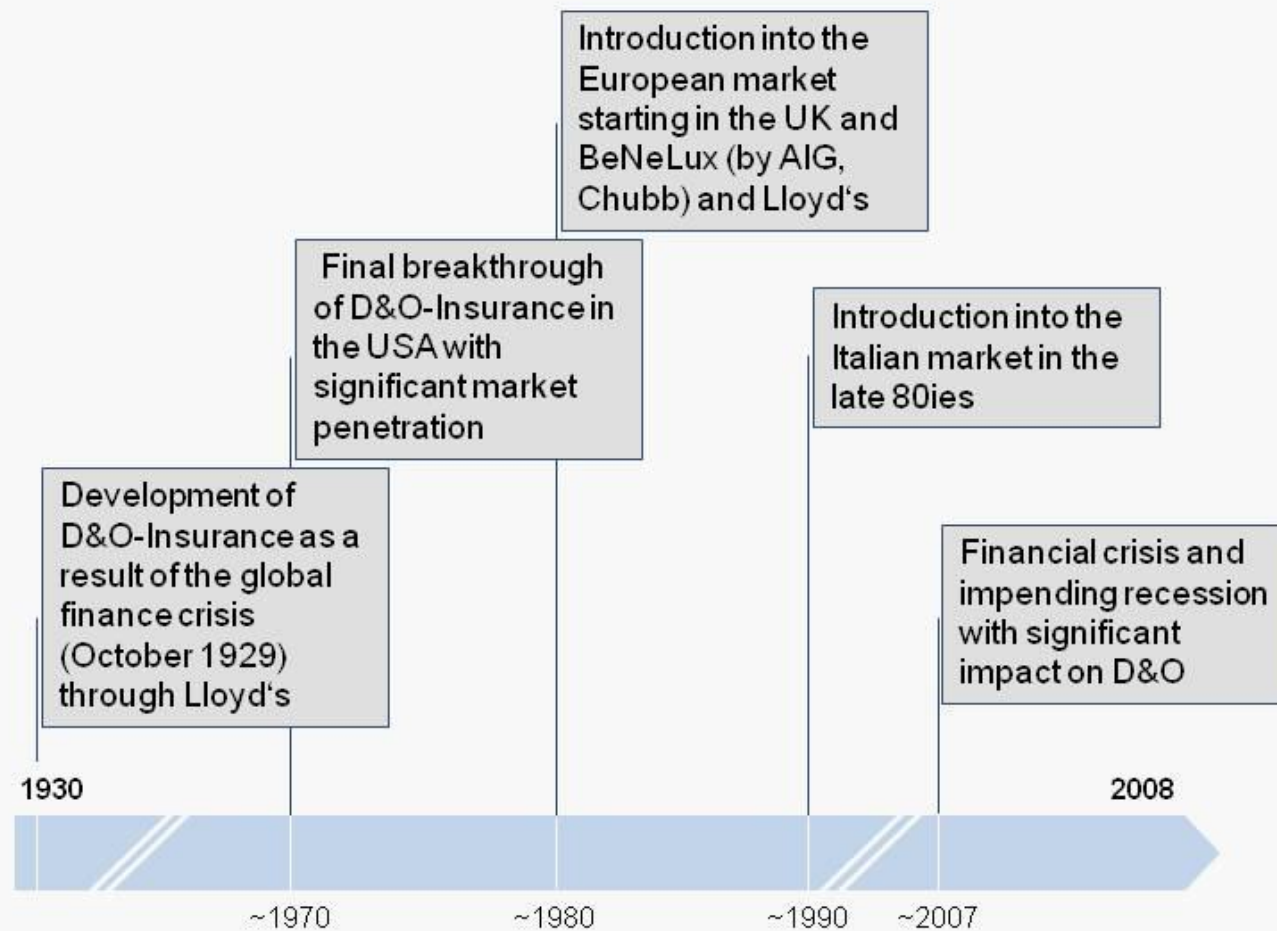 Introduction into the
European market
starting in the UK and
BeNeLux (by AIG,
Chubb) and Lloyd‘s
Final breakthrough
of D&O-Insurance in
the USA with
significant market
penetration
Introduction into the
Italian market in the
late 80ies
Development of
D&O-Insurance as a
result of the global
finance crisis
(October 1929)
through Lloyd‘s
Financial crisis and
impending recession
with significant
impact on D&O
1930
2008
~1970
~1980
~1990
~2007